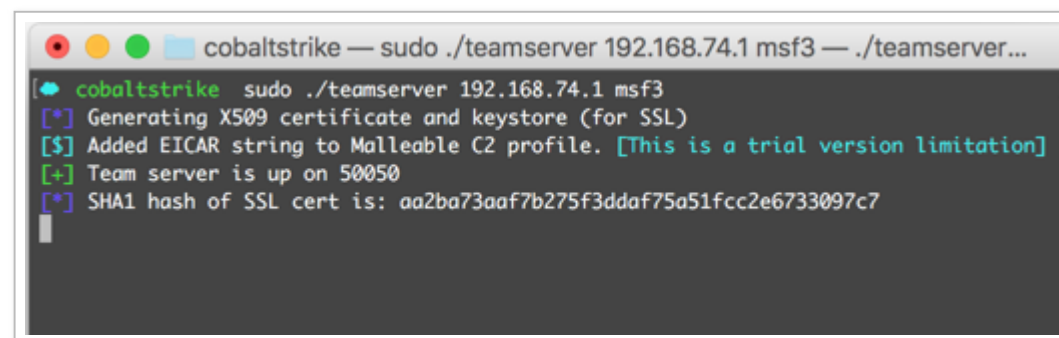 cobaltstrike — sudo ./teamserver 192.168.74.1 msf3 — ./teamserver...
[ cobaltstrike sudo ./teamserver 192.168.74.1 msf3
[*] Generating X509 certificate and keystore (for SSL)
[$] Added EICAR string to Malleable C2 profile. [This is a trial version limitation]
[+] Team server is up on 50050
[*] SHA1 hash of SSL cert is: aa2ba73aaf7b275f3ddaf75a51fcc2e6733097c7